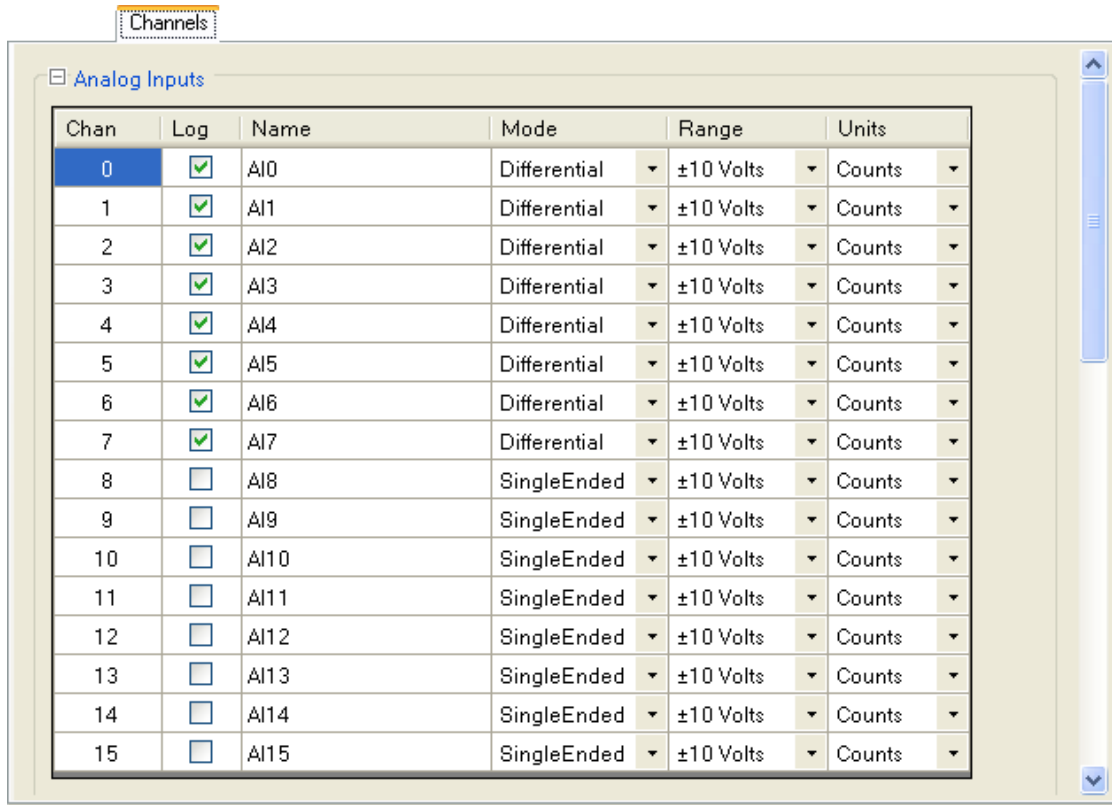 Channels
Analog Inputs
Chan Log Name Mode Range Units
0 AI0 Differential ±10 Volts Counts
1 AI1 Differential ±10 Volts Counts
2 AI2 Differential ±10 Volts Counts
3 AI3 Differential ±10 Volts Counts
4 AI4 Differential ±10 Volts Counts
5 AI5 Differential ±10 Volts Counts
6 AI6 Differential ±10 Volts Counts
7 AI7 Differential ±10 Volts Counts
8 AI8 SingleEnded ±10 Volts Counts
9 AI9 SingleEnded ±10 Volts Counts
10 AI10 SingleEnded ±10 Volts Counts
11 AI11 SingleEnded ±10 Volts Counts
12 AI12 SingleEnded ±10 Volts Counts
13 AI13 SingleEnded ±10 Volts Counts
14 AI14 SingleEnded ±10 Volts Counts
15 AI15 SingleEnded ±10 Volts Counts